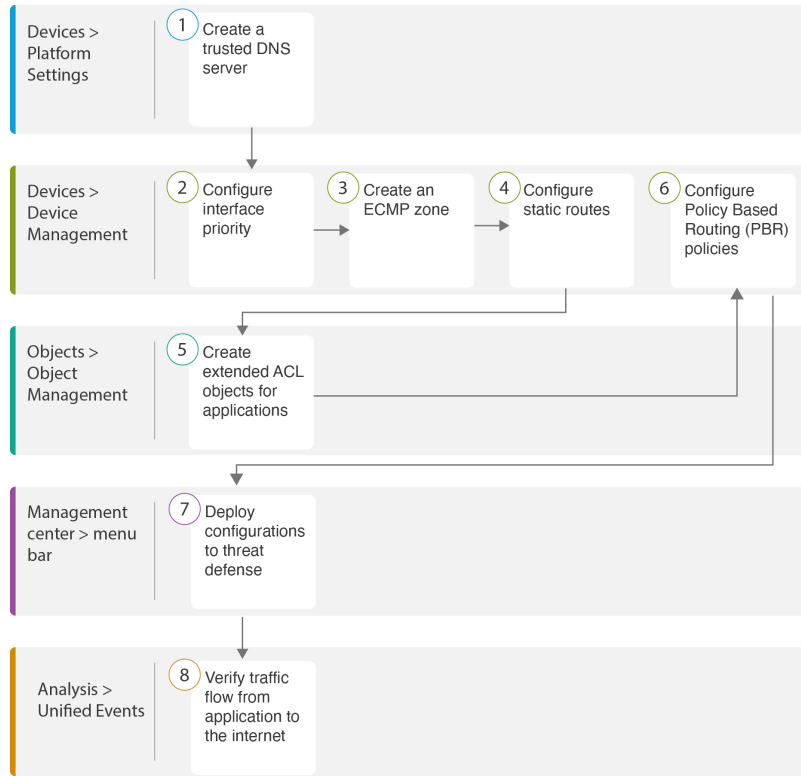 Devices >
Platform
Settings
1
Create a
trusted DNS
server
Devices >
Device
Management
2
Configure
interface
priority
3
Create an
ECMP zone
4
Configure
static routes
6
Configure
Policy Based
Routing (PBR)
policies
Objects >
Object
Management
5
Create
extended ACL
objects for
applications
Management
center > menu
bar
7
Deploy
configurations
to threat
defense
Analysis >
Unified Events
8
Verify traffic
flow from
application to
the internet